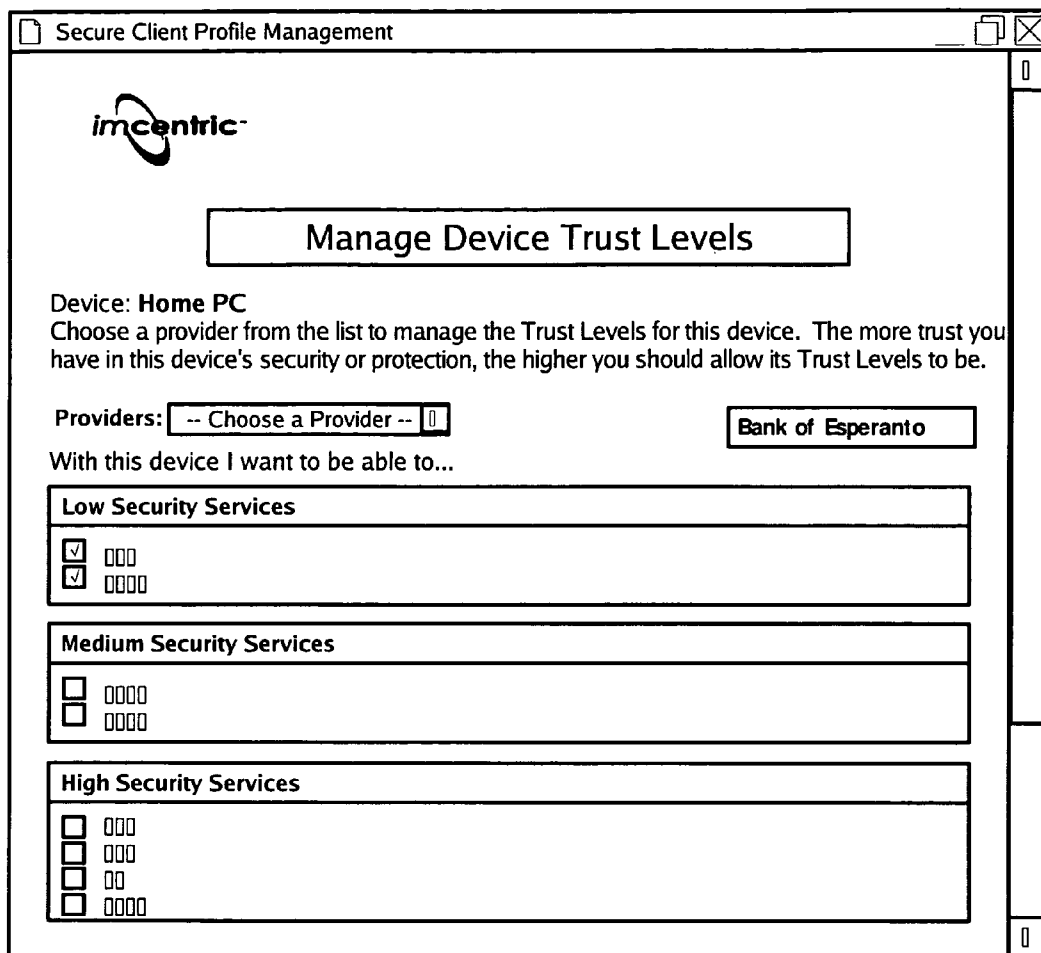 Secure Client Profile Management
imcentric
Manage Device Trust Levels
Device: Home PC
Choose a provider from the list to manage the Trust Levels for this device. The more trust you
have in this device's security or protection, the higher you should allow its Trust Levels to be.
Providers: -- Choose a Provider -- Bank of Esperanto
With this device I want to be able to...
Low Security Services
Medium Security Services
High Security Services